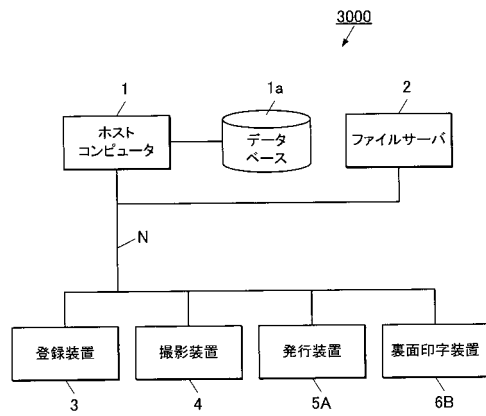 3000
1
1a
2
ホスト
コンピュータ
データ
ベース
ファイルサーバ
N
登録装置
撮影装置
発行装置
裏面印字装置
3
4
5A
6B